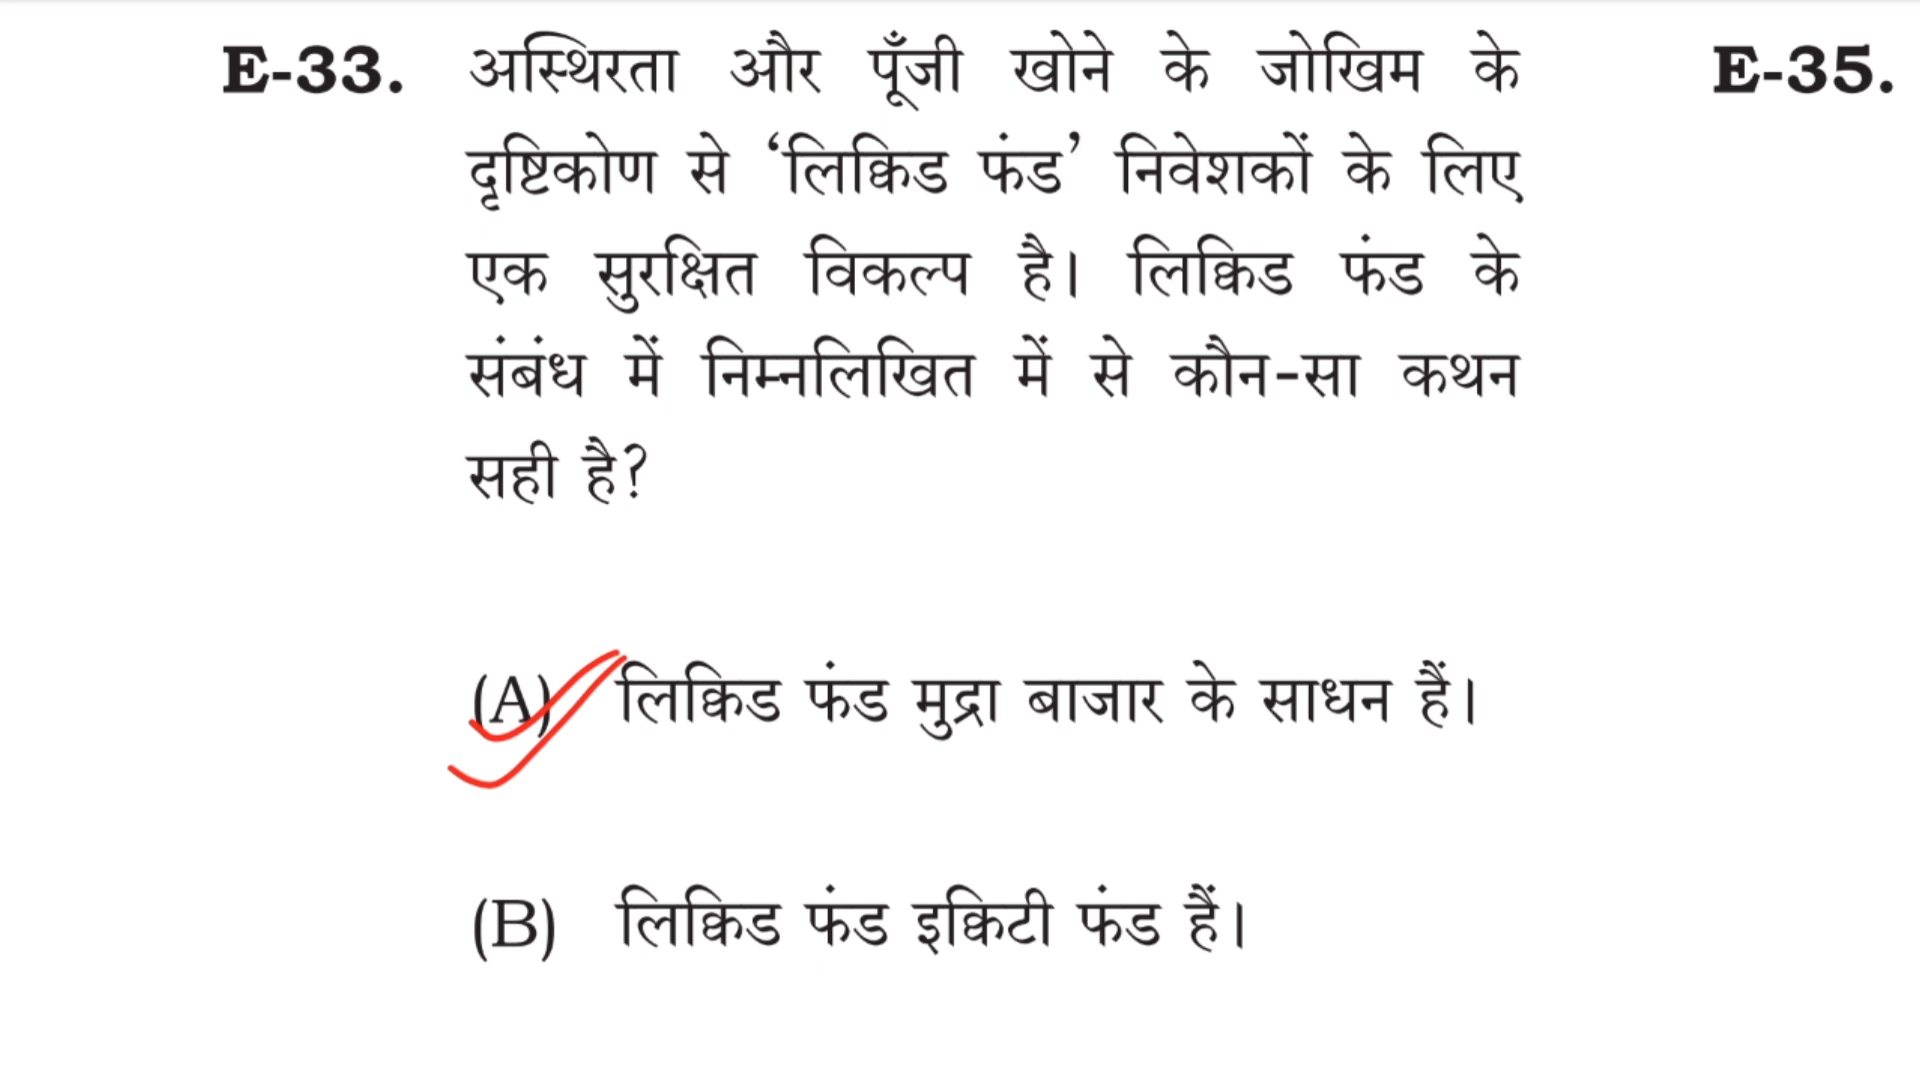 E-33. अस्थिरता और पूँजी खोने के जोखिम के
दृष्टिकोण से ‘लिक्विड फंड’ निवेशकों के लिए
एक सुरक्षित विकल्प है। लिक्विड फंड के
संबंध में निम्नलिखित में से कौन-सा कथन
सही है?
(A) लिक्विड फंड मुद्रा बाजार के साधन हैं।
(B) लिक्विड फंड इक्विटी फंड हैं।
E-35.